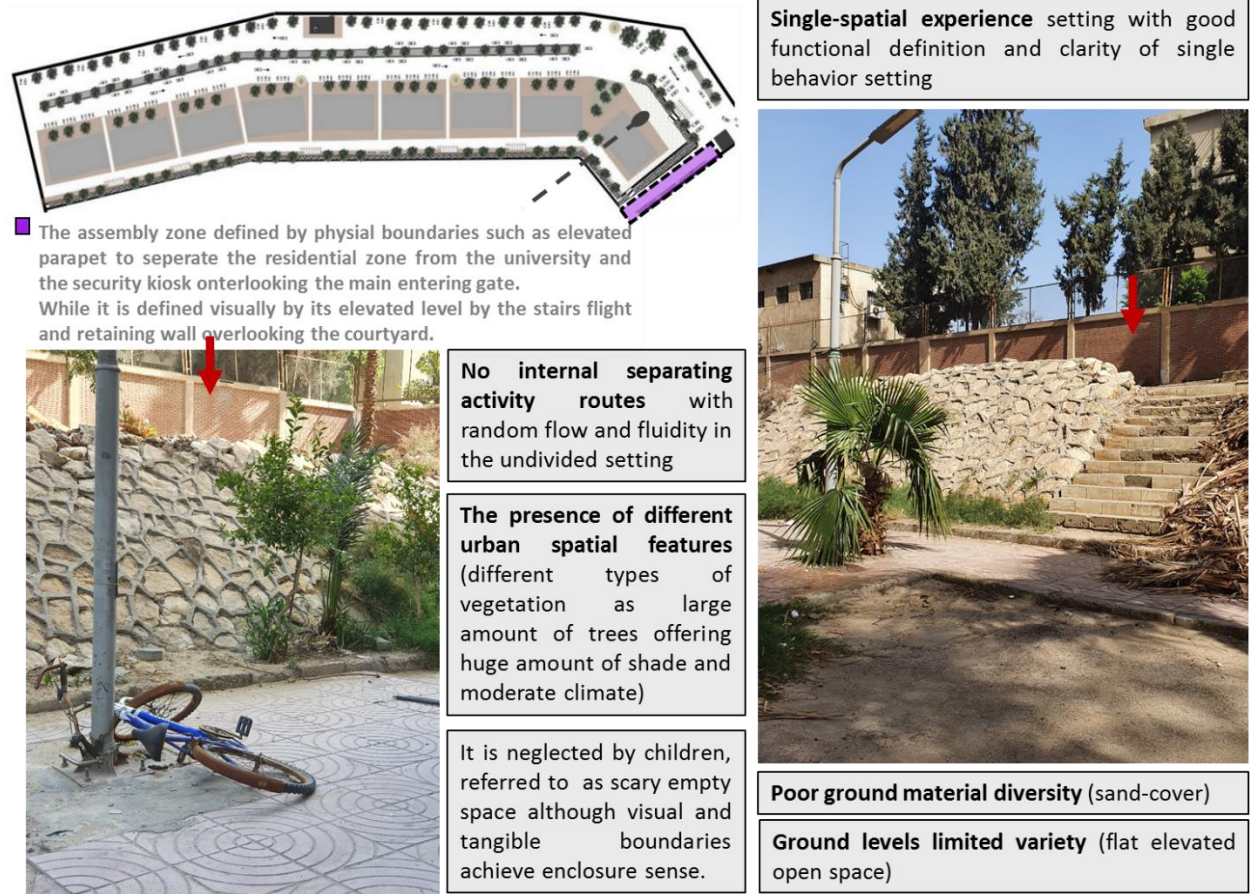 The assembly zone defined by physial boundaries such as elevated
parapet to seperate the residential zone from the university and
the security kiosk onterlooking the main entering gate.
While it is defined visually by its elevated level by the stairs flight
and retaining wall overlooking the courtyard.
No internal separating
activity routes with
random flow and fluidity in
the undivided setting
The presence of different
urban spatial features
(different types of
vegetation as large
amount of trees offering
huge amount of shade and
moderate climate)
It is neglected by children,
referred to as scary empty
space although visual and
tangible boundaries
achieve enclosure sense.
Single-spatial experience setting with good
functional definition and clarity of single
behavior setting
Poor ground material diversity (sand-cover)
Ground levels limited variety (flat elevated
open space)